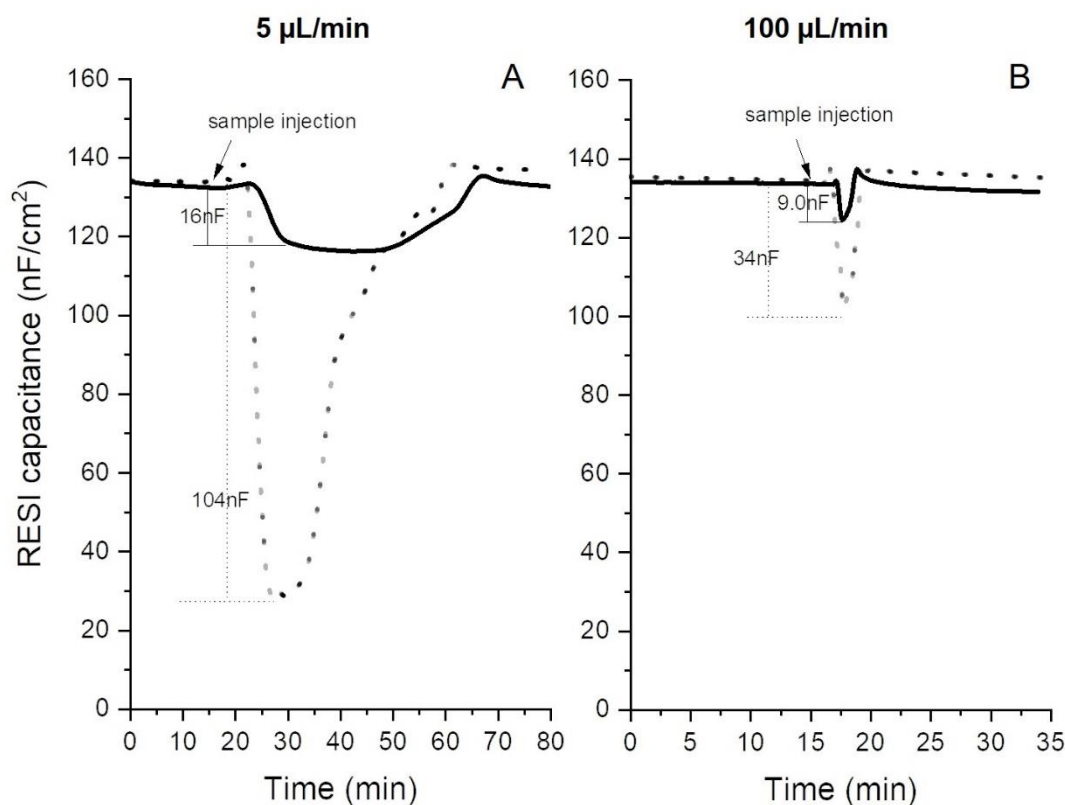 5 µL/min
100 µL/min
A
B
RESI capacitance (nF/cm²)
160
140
120
100
80
60
40
20
0
sample injection
16nF
104nF
0 10 20 30 40 50 60 70 80
Time (min)
160
140
120
100
80
60
40
20
0
sample injection
9.0nF
34nF
0 5 10 15 20 25 30 35
Time (min)